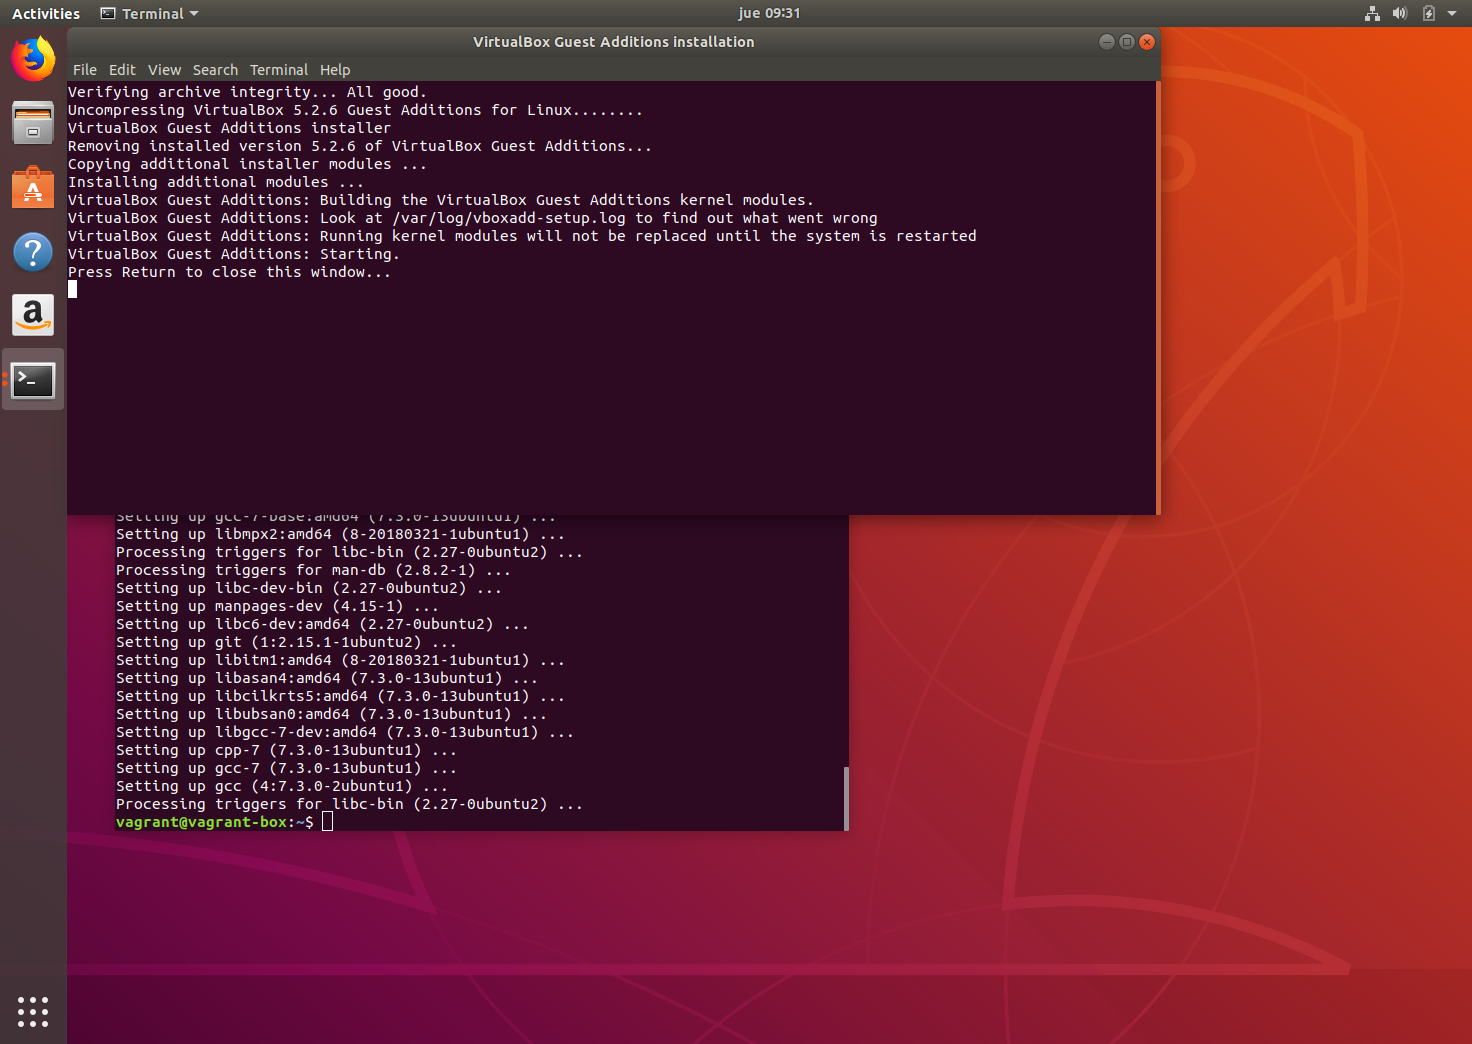 Activities Terminal jue 09:31
VirtualBox Guest Additions installation
File Edit View Search Terminal Help
Verifying archive integrity... All good.
Uncompressing VirtualBox 5.2.6 Guest Additions for Linux........
VirtualBox Guest Additions installer
Removing installed version 5.2.6 of VirtualBox Guest Additions...
Copying additional installer modules ...
Installing additional modules ...
VirtualBox Guest Additions: Building the VirtualBox Guest Additions kernel modules.
VirtualBox Guest Additions: Look at /var/log/vboxadd-setup.log to find out what went wrong
VirtualBox Guest Additions: Running kernel modules will not be replaced until the system is restarted
VirtualBox Guest Additions: Starting.
Press Return to close this window...
Setting up gcc-7-base:amd64 (7.3.0-13ubuntu1) ...
Setting up libmpx2:amd64 (8-20180321-1ubuntu1) ...
Processing triggers for libc-bin (2.27-0ubuntu2) ...
Processing triggers for man-db (2.8.2-1) ...
Setting up libc-dev-bin (2.27-0ubuntu2) ...
Setting up manpages-dev (4.15-1) ...
Setting up libc6-dev:amd64 (2.27-0ubuntu2) ...
Setting up git (1:2.15.1-1ubuntu2) ...
Setting up libitm1:amd64 (8-20180321-1ubuntu1) ...
Setting up libasan4:amd64 (7.3.0-13ubuntu1) ...
Setting up libcilkrts5:amd64 (7.3.0-13ubuntu1) ...
Setting up libubsan0:amd64 (7.3.0-13ubuntu1) ...
Setting up libgcc-7-dev:amd64 (7.3.0-13ubuntu1) ...
Setting up cpp-7 (7.3.0-13ubuntu1) ...
Setting up gcc-7 (7.3.0-13ubuntu1) ...
Setting up gcc (4:7.3.0-2ubuntu1) ...
Processing triggers for libc-bin (2.27-0ubuntu2) ...
vagrant@vagrant-box:~$